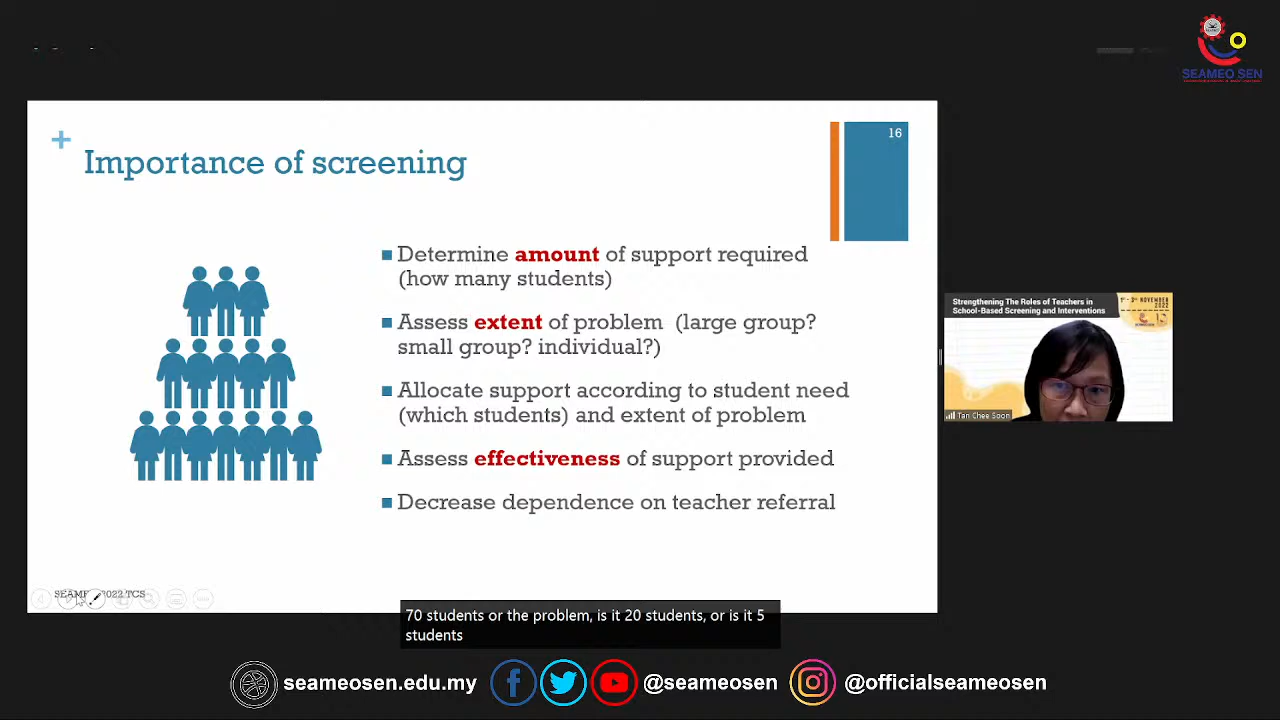 SEAMEO SEN
16
Importance of screening
Determine amount of support required
(how many students)
Assess extent of problem (large group?
small group? individual?)
Allocate support according to student need
(which students) and extent of problem
Assess effectiveness of support provided
Decrease dependence on teacher referral
Strengthening The Roles of Teachers in
School-Based Screening and Interventions
1st - 3rd NOVEMBER
2022
Tan Chee Soon
2022.TCS
70 students or the problem, is it 20 students, or is it 5
students
seameosen.edu.my
@seameosen
@officialseameosen